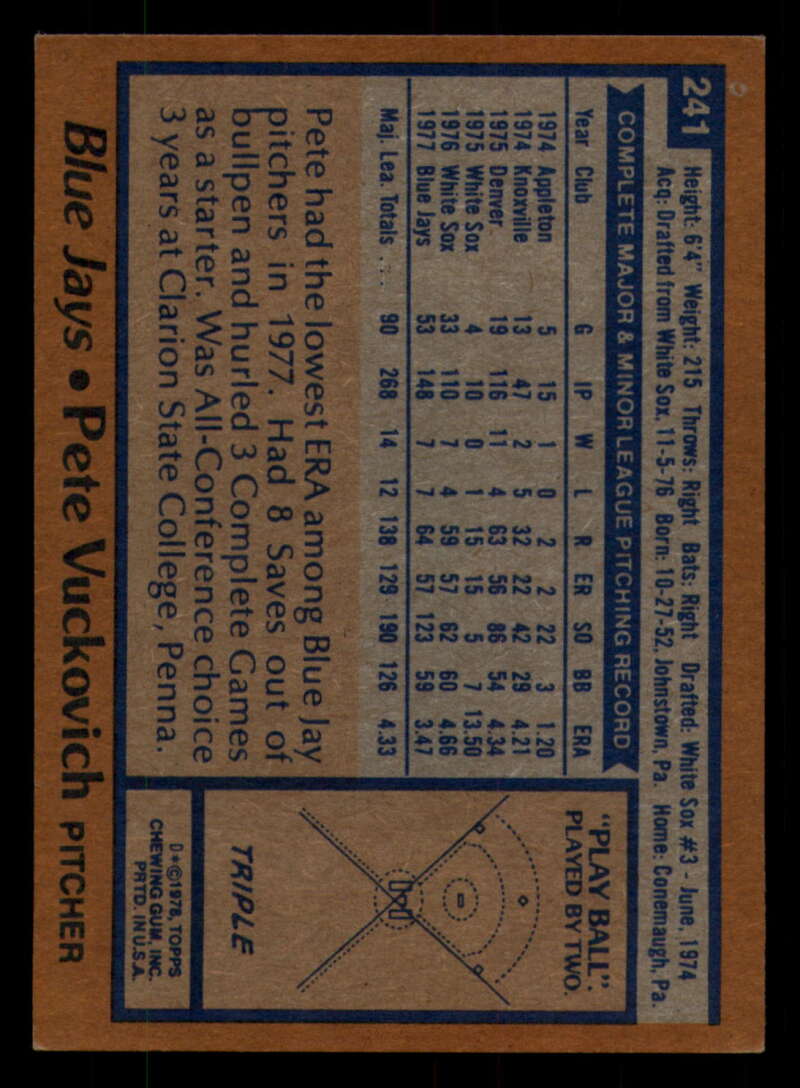 241
Height: 6'4" Weight: 215 Throws: Right Bats: Right Drafted: White Sox #3 - June, 1974
Acq: Drafted from White Sox, 11-5-76 Born: 10-27-52, Johnstown, Pa Home: Conemaugh, Pa.
COMPLETE MAJOR & MINOR LEAGUE PITCHING RECORD
Year Club G IP W L R ER SO BB ERA
1974 Appleton 5 15 1 0 2 2 22 3 1.20
1974 Knoxville 13 47 2 5 32 22 42 29 4.21
1975 Denver 19 116 11 4 63 56 86 54 4.34
1975 White Sox 4 10 0 1 15 15 5 7 13.50
1976 White Sox 33 110 7 4 59 57 62 60 4.66
1977 Blue Jays 53 148 7 7 64 57 123 59 3.47
Maj. Lea. Totals .... 90 268 14 12 138 129 190 126 4.33
Pete had the lowest ERA among Blue Jay
pitchers in 1977. Had 8 Saves out of
bullpen and hurled 3 Complete Games
as a starter. Was All-Conference choice
3 years at Clarion State College, Penna.
"PLAY BALL".
PLAYED BY TWO.
TRIPLE
D*©1978, TOPPS
CHEWING GUM, INC.
PRTD. IN U.S.A.
Blue Jays • Pete Vuckovich PITCHER